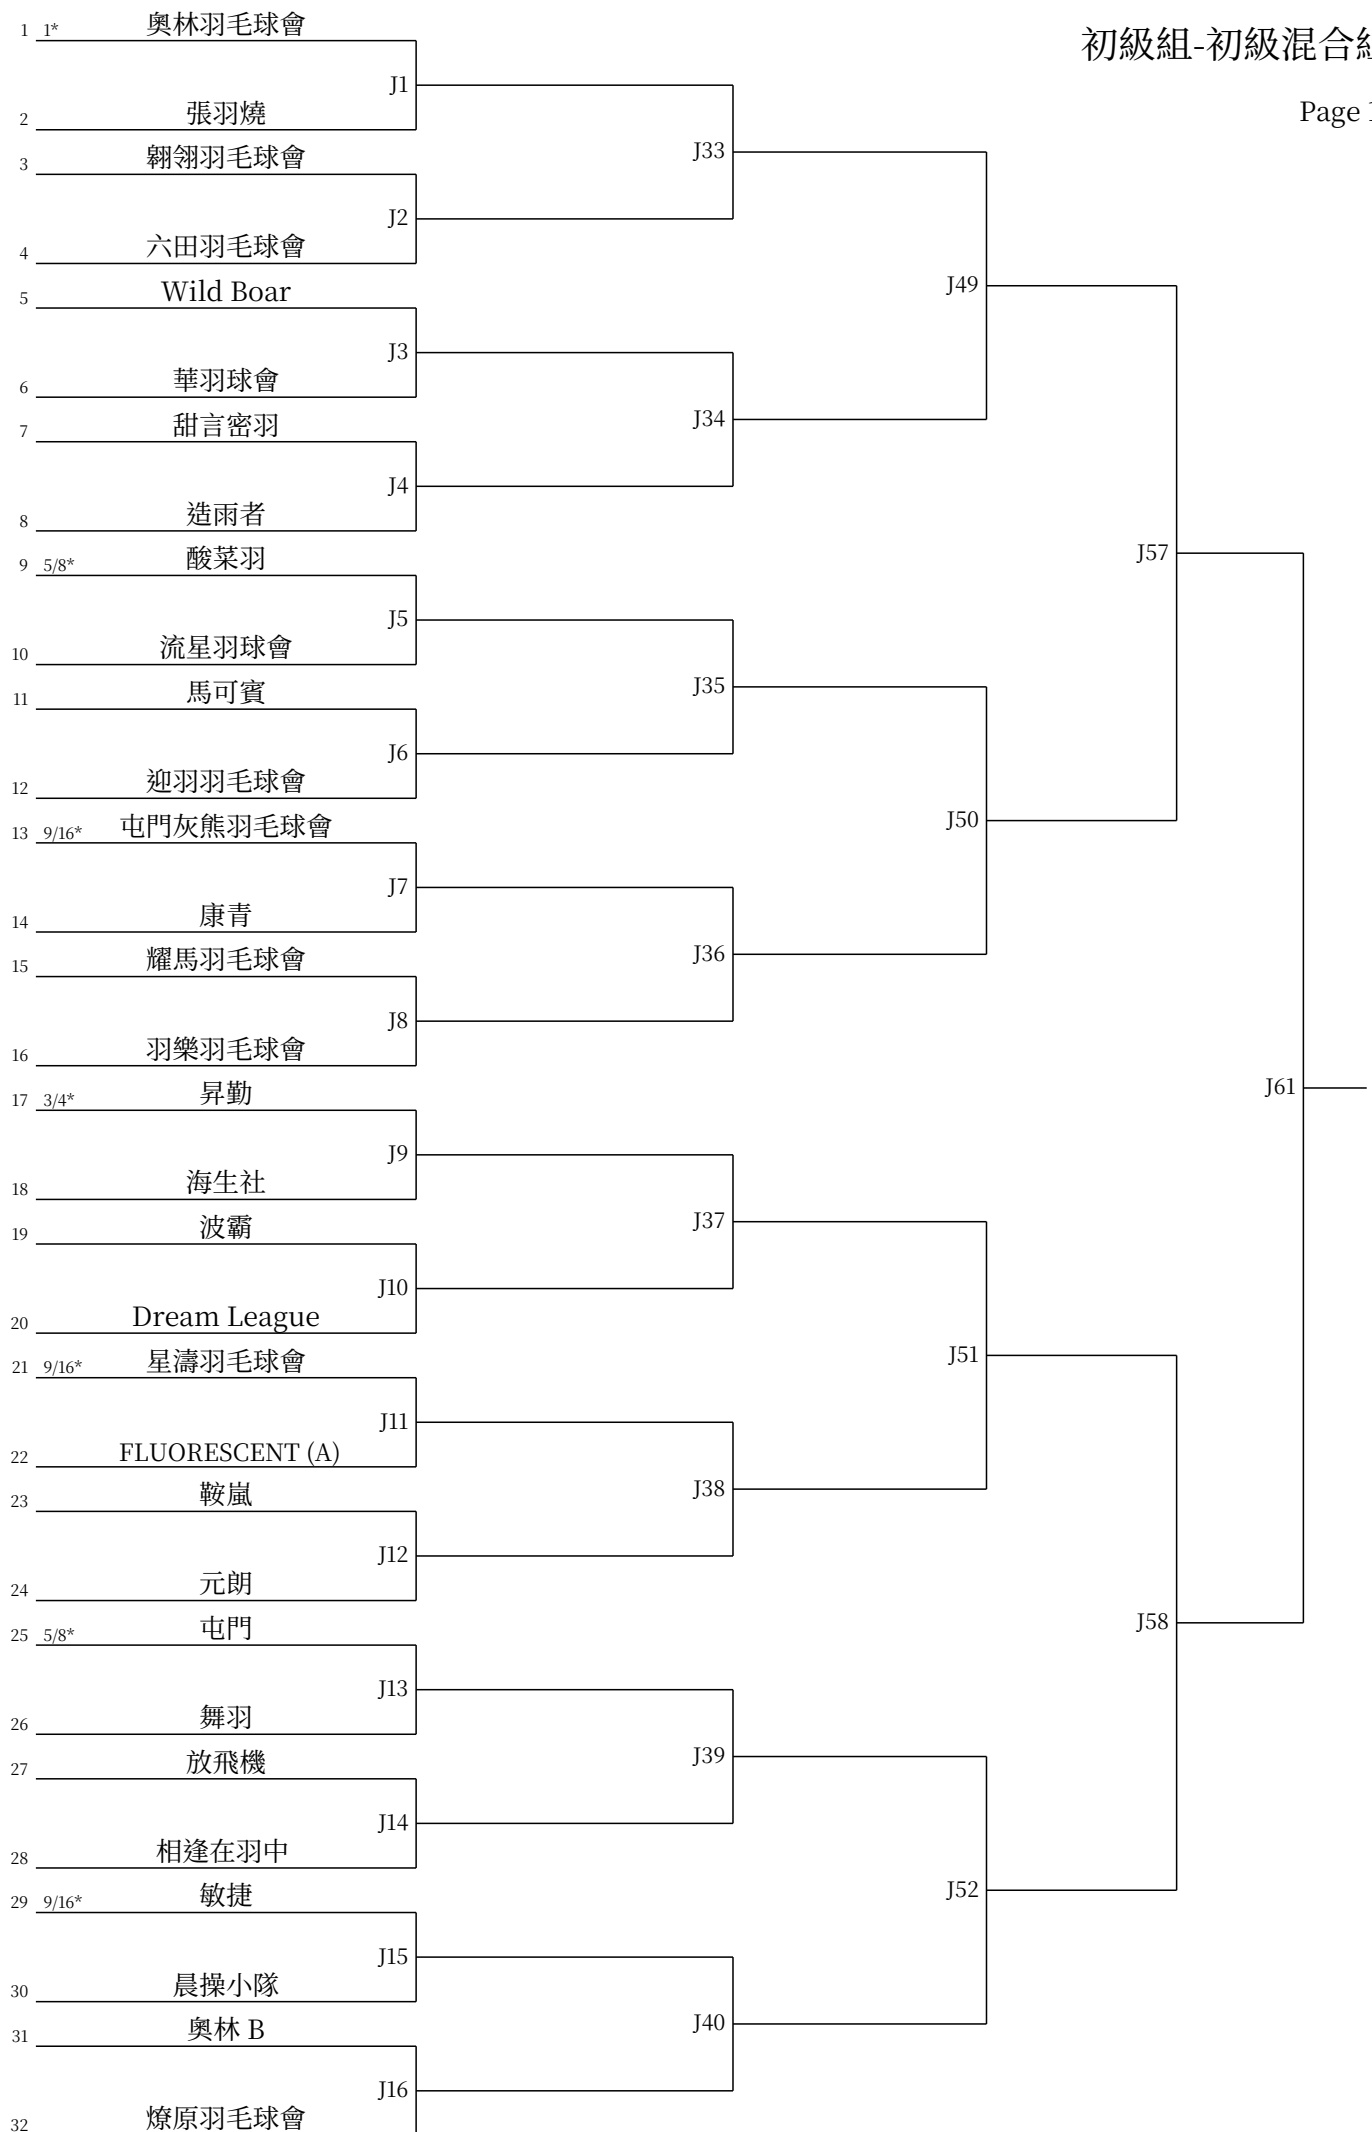 初級組-初級混合組
Page 1
1 1* 奧林羽毛球會
J1
2 張羽燒
3 翱翎羽毛球會
J33
J2
4 六田羽毛球會
5 Wild Boar
J49
J3
6 華羽球會
7 甜言密羽
J34
J4
8 造雨者
9 5/8* 酸菜羽
J57
J5
10 流星羽球會
11 馬可賓
J35
J6
12 迎羽羽毛球會
13 9/16* 屯門灰熊羽毛球會
J50
J7
14 康青
15 耀馬羽毛球會
J36
J8
16 羽樂羽毛球會
17 3/4* 昇勤
J61
J9
18 海生社
19 波霸
J37
J10
20 Dream League
21 9/16* 星濤羽毛球會
J51
J11
22 FLUORESCENT (A)
23 鞍嵐
J38
J12
24 元朗
25 5/8* 屯門
J58
J13
26 舞羽
27 放飛機
J39
J14
28 相逢在羽中
29 9/16* 敏捷
J52
J15
30 晨操小隊
31 奧林 B
J40
J16
32 燎原羽毛球會